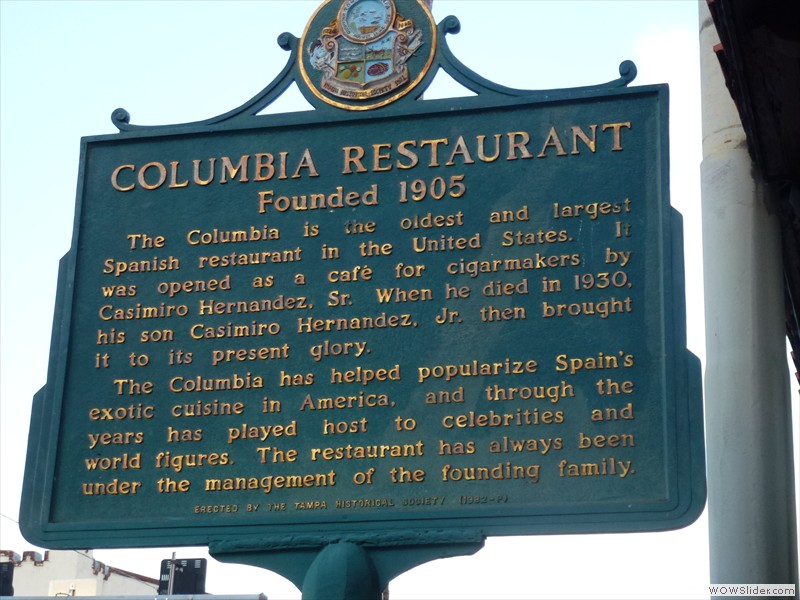 COLUMBIA RESTAURANT
Founded 1905
The Columbia is the oldest and largest
Spanish restaurant in the United States. It
was opened as a café for cigarmakers by
Casimiro Hernandez, Sr. When he died in 1930,
his son Casimiro Hernandez, Jr. then brought
it to its present glory.
The Columbia has helped popularize Spain's
exotic cuisine in America, and through the
years has played host to celebrities and
world figures. The restaurant has always been
under the management of the founding family.
ERECTED BY THE TAMPA HISTORICAL SOCIETY
WOWSlider.com